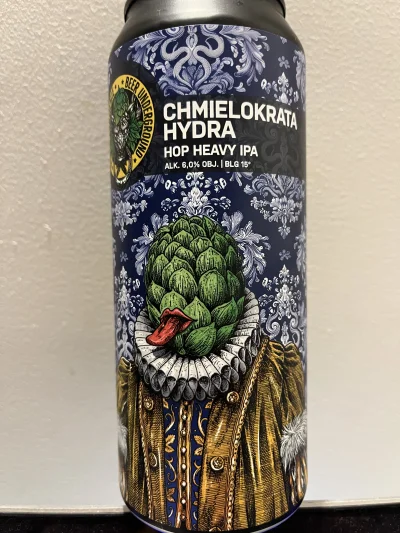 BEER UNDERGROUND
CHMIELOKRATA
HYDRA
HOP HEAVY IPA
ALK. 6,0% OBJ. | BLG 15°